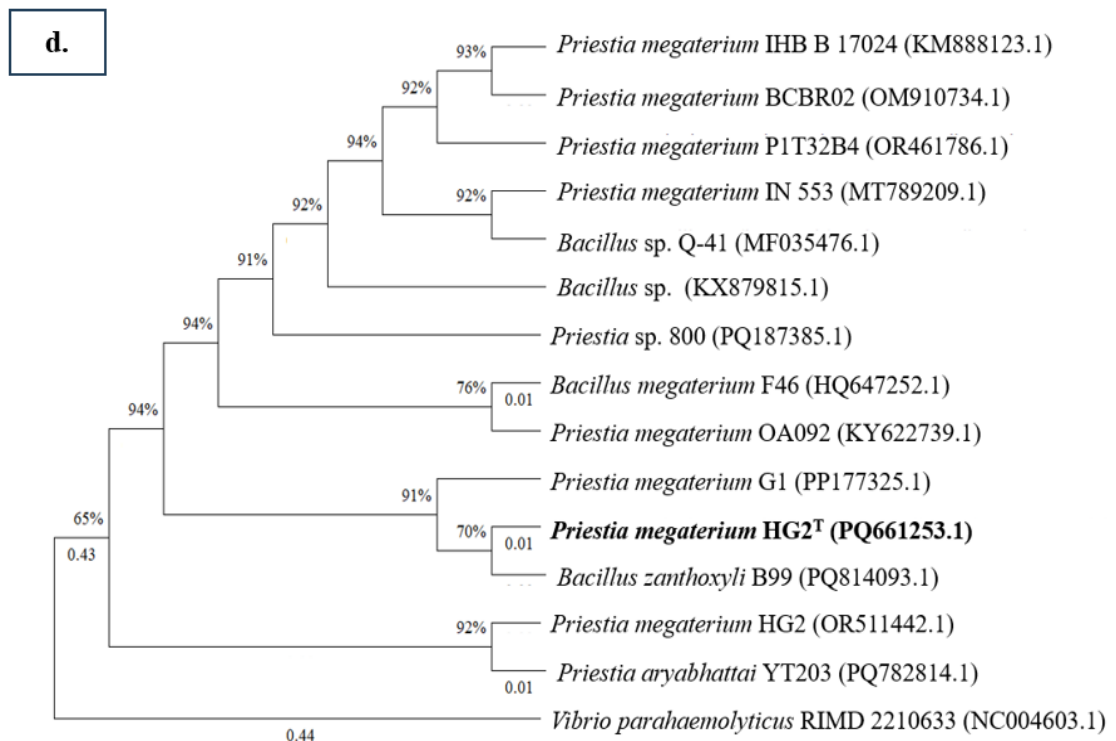 d.
93%
Priestia megaterium IHB B 17024 (KM888123.1)
92%
Priestia megaterium BCBR02 (OM910734.1)
94%
Priestia megaterium P1T32B4 (OR461786.1)
92%
92%
Priestia megaterium IN 553 (MT789209.1)
Bacillus sp. Q-41 (MF035476.1)
91%
Bacillus sp. (KX879815.1)
94%
Priestia sp. 800 (PQ187385.1)
76%
Bacillus megaterium F46 (HQ647252.1)
0.01
94%
Priestia megaterium OA092 (KY622739.1)
91%
Priestia megaterium G1 (PP177325.1)
65%
0.43
70%
Priestia megaterium HG2ᵀ (PQ661253.1)
0.01
Bacillus zanthoxyli B99 (PQ814093.1)
92%
Priestia megaterium HG2 (OR511442.1)
Priestia aryabhattai YT203 (PQ782814.1)
0.01
Vibrio parahaemolyticus RIMD 2210633 (NC004603.1)
0.44